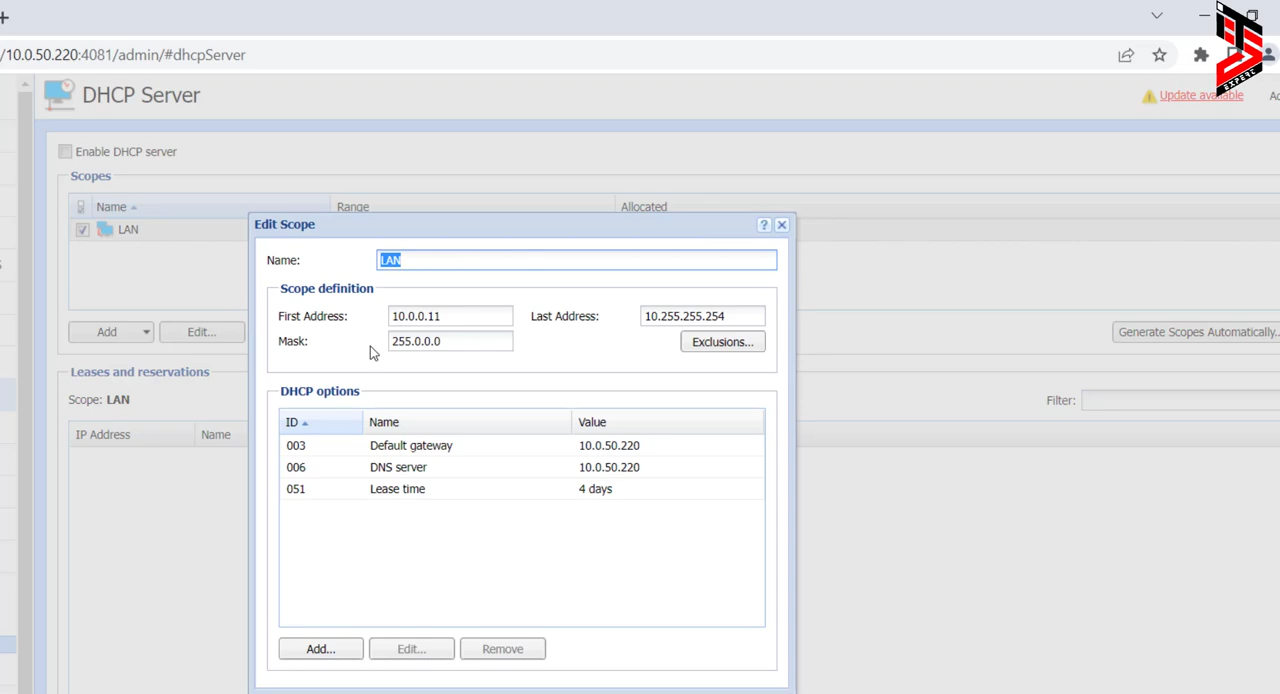 /10.0.50.220:4081/admin/#dhcpServer
ITS
EXPERT
DHCP Server
Update available
Enable DHCP server
Scopes
Name Range Allocated
LAN
Edit Scope
Name: LAN
Scope definition
First Address: 10.0.0.11 Last Address: 10.255.255.254
Mask: 255.0.0.0 Exclusions...
Add Edit... Generate Scopes Automatically...
Leases and reservations
Scope: LAN Filter:
IP Address Name
DHCP options
ID Name Value
003 Default gateway 10.0.50.220
006 DNS server 10.0.50.220
051 Lease time 4 days
Add... Edit... Remove